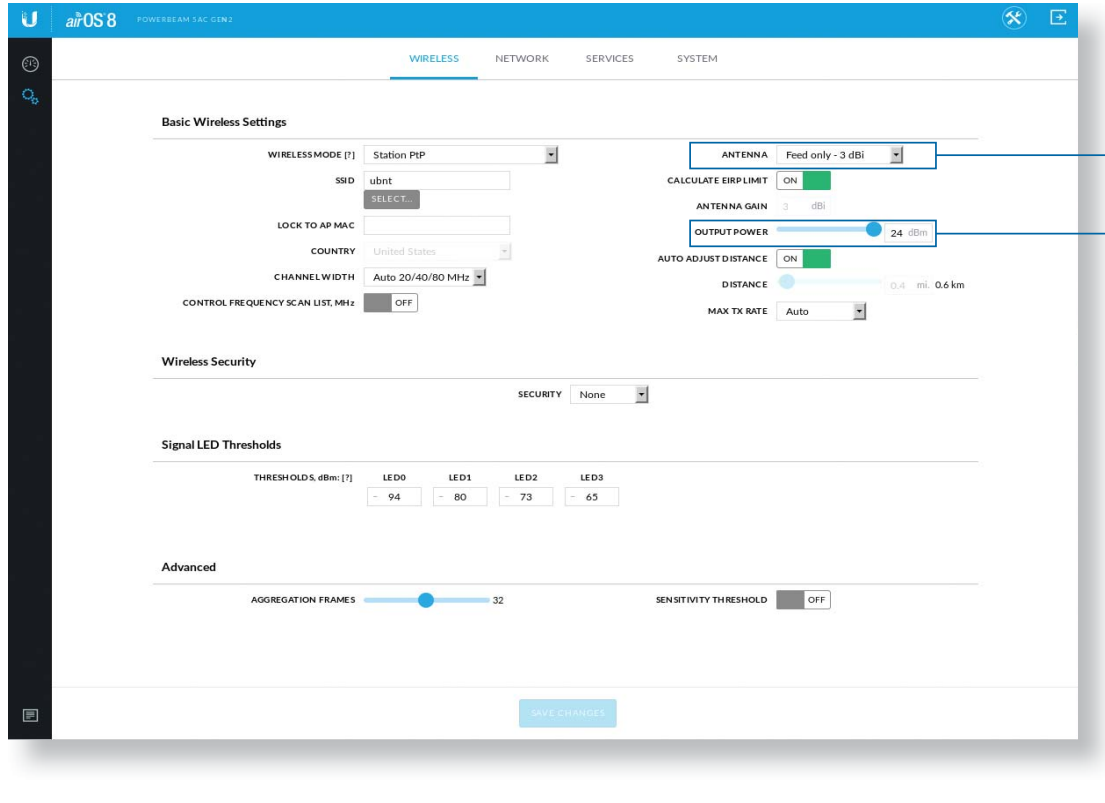 airOS 8 POWERBEAM 5AC GEN2
WIRELESS NETWORK SERVICES SYSTEM
Basic Wireless Settings
WIRELESS MODE [?] Station PtP
SSID ubnt
SELECT...
LOCK TO AP MAC
COUNTRY United States
CHANNEL WIDTH Auto 20/40/80 MHz
CONTROL FREQUENCY SCAN LIST, MHz OFF
ANTENNA Feed only - 3 dBi
CALCULATE EIRP LIMIT ON
ANTENNA GAIN 3 dBi
OUTPUT POWER 24 dBm
AUTO ADJUST DISTANCE ON
DISTANCE 0.4 mi. 0.6 km
MAX TX RATE Auto
Wireless Security
SECURITY None
Signal LED Thresholds
THRESHOLDS, dBm: [?] LED0 LED1 LED2 LED3
- 94 - 80 - 73 - 65
Advanced
AGGREGATION FRAMES 32
SENSITIVITY THRESHOLD OFF
SAVE CHANGES